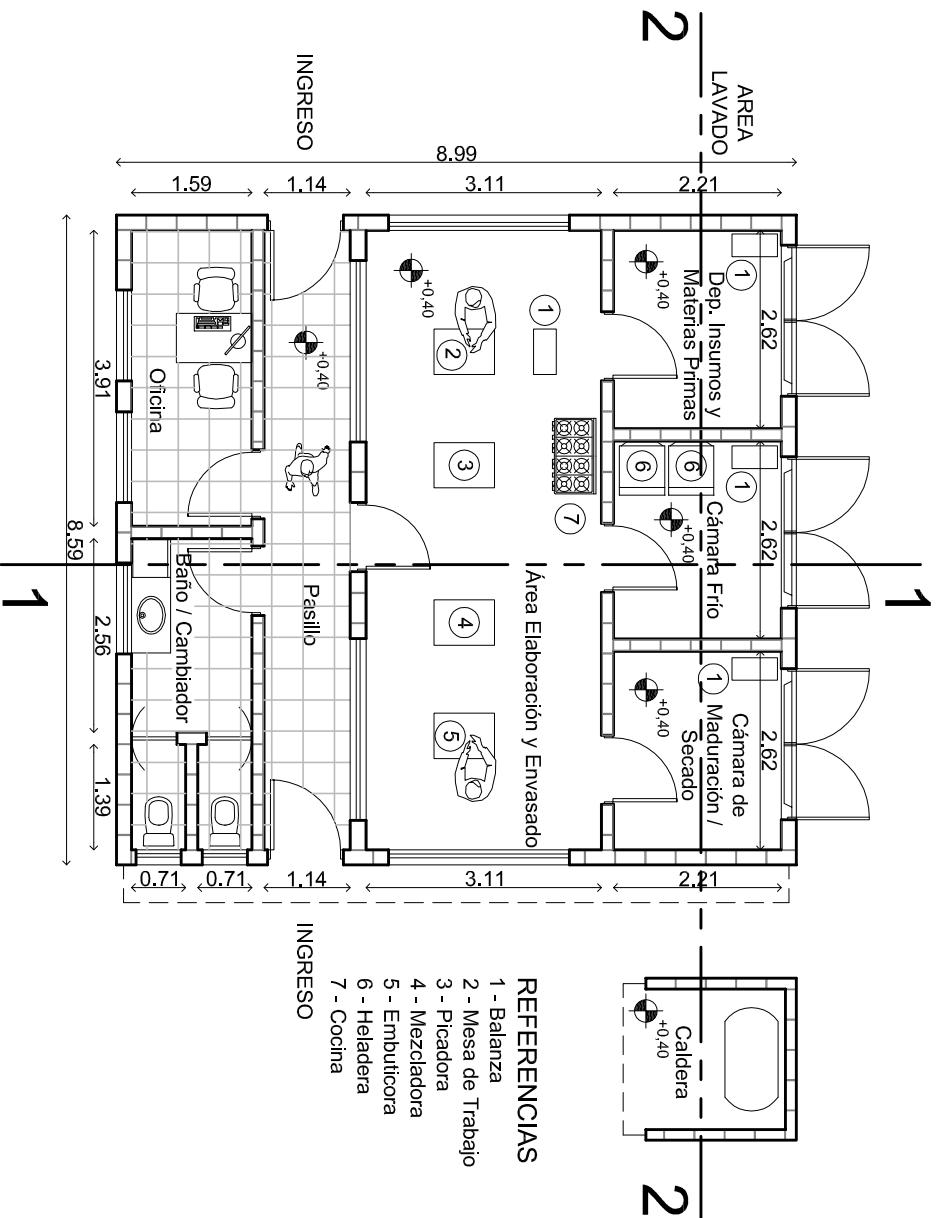 2
2
1
1
AREA
LAVADO
INGRESO
INGRESO
8.99
1.59
1.14
3.11
2.21
8.59
3.91
2.56
1.39
0.71
0.71
1.14
3.11
2.21
Dep. Insumos y
Materias Primas
2.62
1
+0,40
Cámara Frío
2.62
1
6
6
+0,40
Cámara de
Maduración /
Secado
2.62
1
+0,40
Área Elaboración y Envasado
+0,40
1
2
3
7
4
5
Pasillo
+0,40
Oficina
Baño / Cambiador
Caldera
+0,40
REFERENCIAS
1 - Balanza
2 - Mesa de Trabajo
3 - Picadora
4 - Mezcladora
5 - Embuticora
6 - Heladera
7 - Cocina